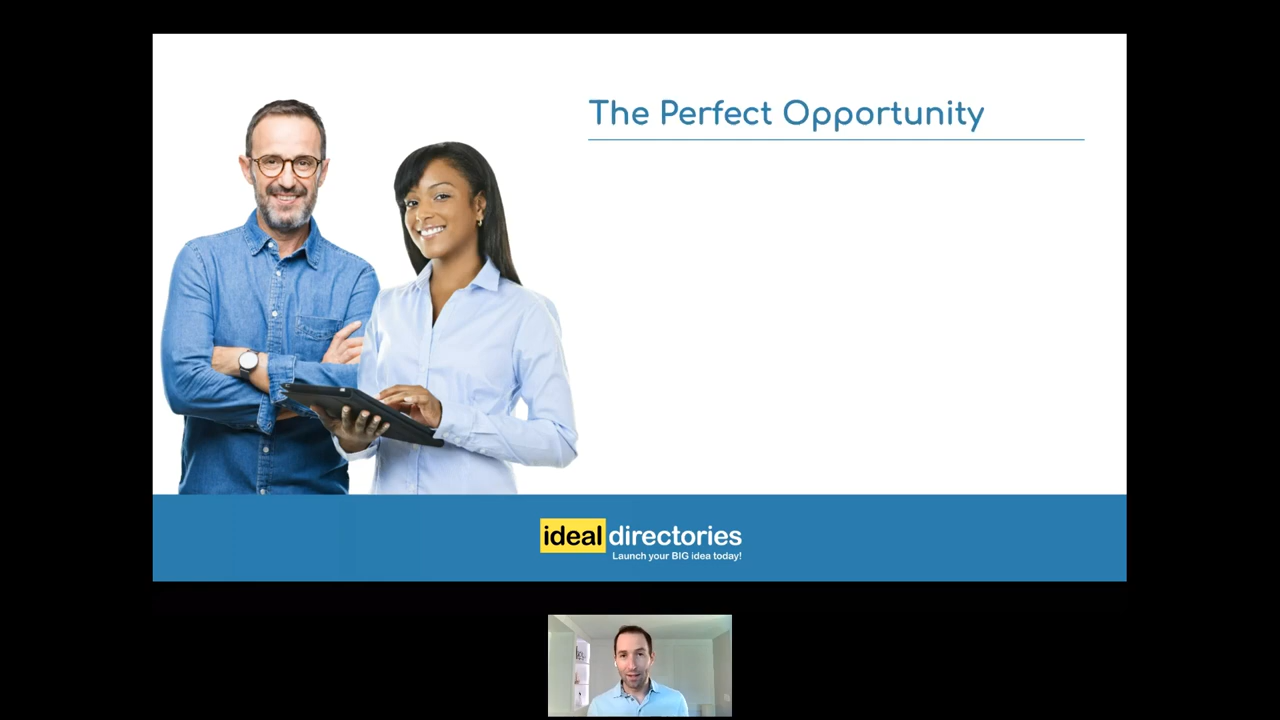 The Perfect Opportunity
ideal directories
Launch your BIG idea today!